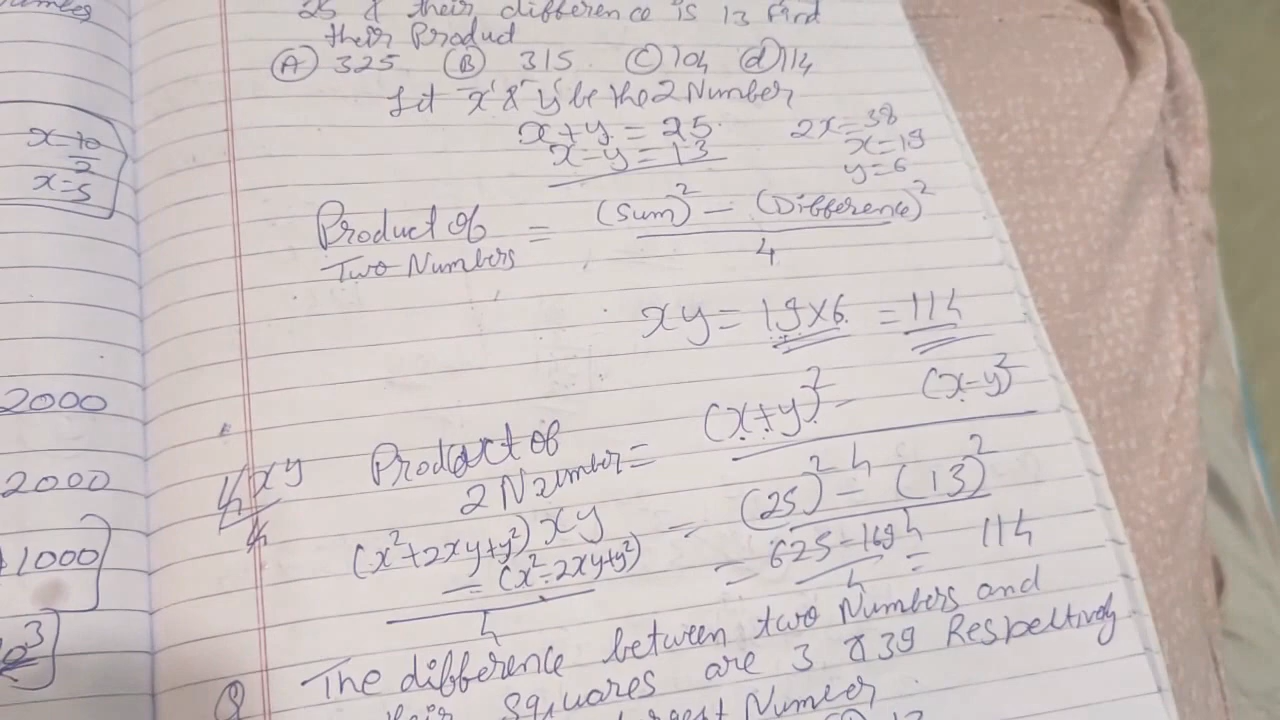 25 & their difference is 13 find
their Product
(A) 325 (B) 315 (C) 104 (d) 114
Let 'x' & 'y' be the 2 Number
x+y = 25
x-y = 13
2x=38
x=19
y=6
x=10/2
x=5
Product of Two Numbers = (Sum)² - (Difference)² / 4
xy = 19x6 = 114
2000
Product of 2 Number = (x+y)² - (x-y)² / 4
4xy / 4
2000
xy = (25)² - (13)² / 4
(x²+2xy+y²)
- (x²-2xy+y²) / 4
= 625-169 / 4 = 114
1000
Q The difference between two Numbers and
their squares are 3 & 39 Respectively
Number